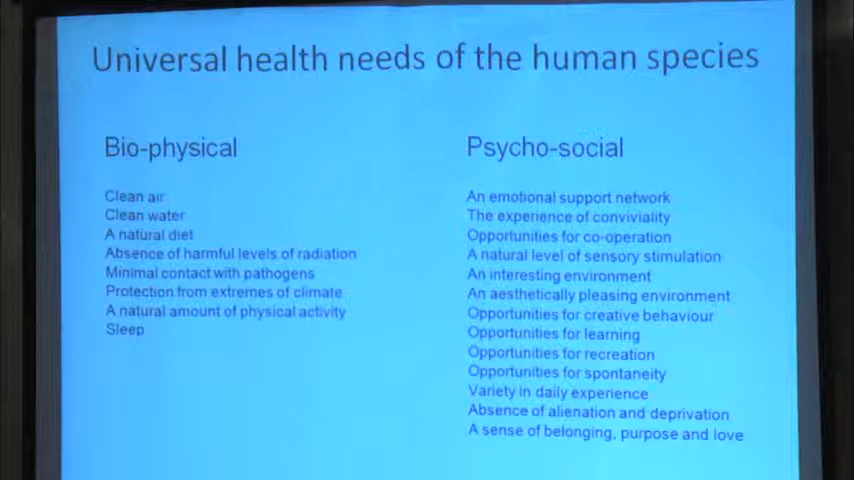 Universal health needs of the human species
Bio-physical
Clean air
Clean water
A natural diet
Absence of harmful levels of radiation
Minimal contact with pathogens
Protection from extremes of climate
A natural amount of physical activity
Sleep
Psycho-social
An emotional support network
The experience of conviviality
Opportunities for co-operation
A natural level of sensory stimulation
An interesting environment
An aesthetically pleasing environment
Opportunities for creative behaviour
Opportunities for learning
Opportunities for recreation
Opportunities for spontaneity
Variety in daily experience
Absence of alienation and deprivation
A sense of belonging, purpose and love